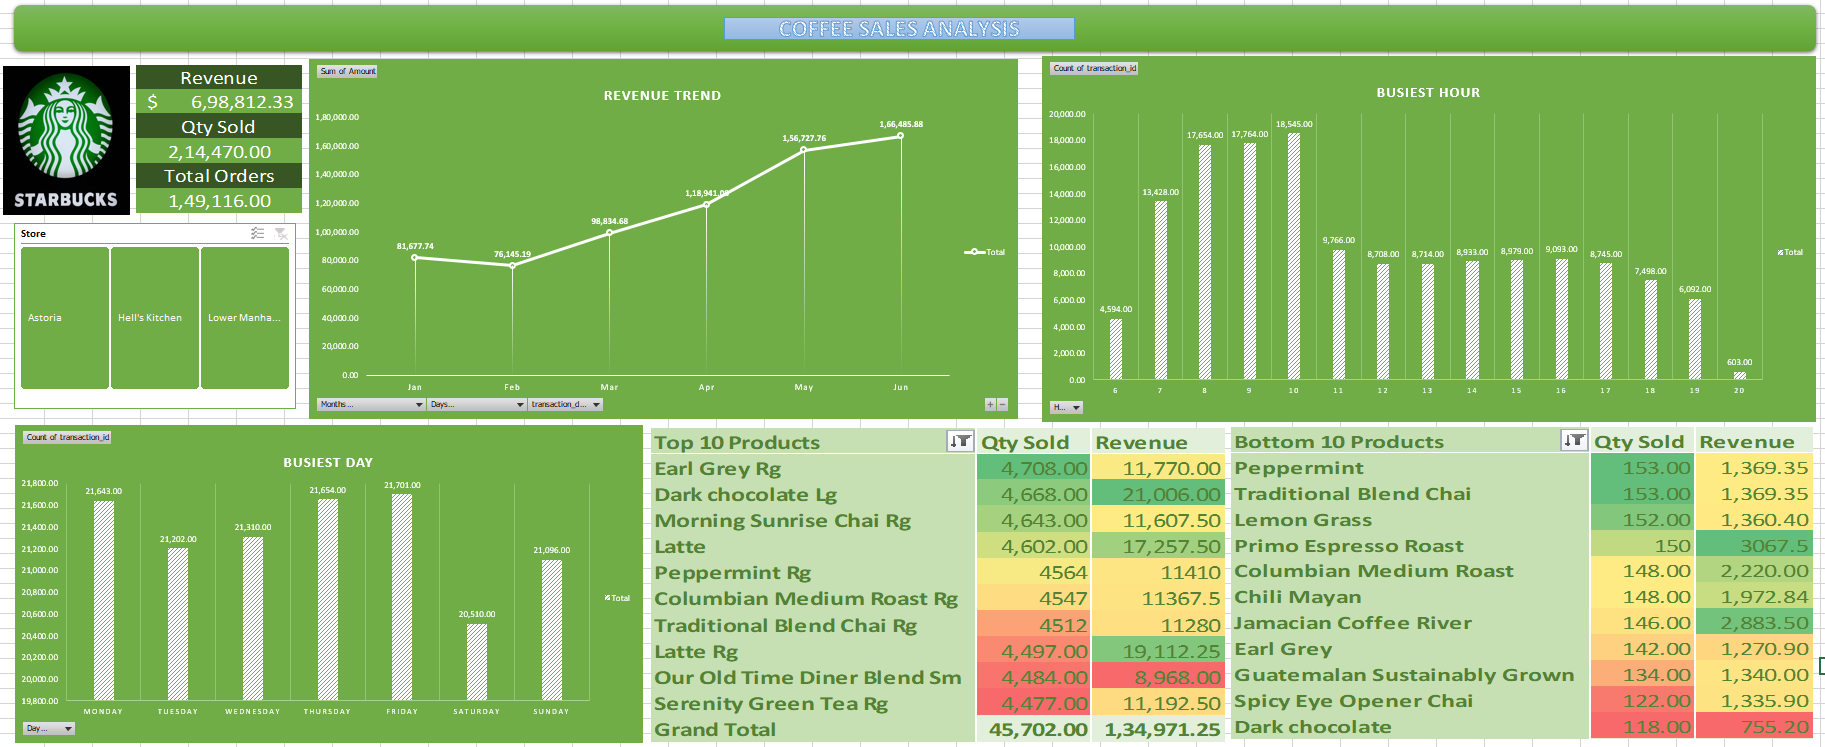 COFFEE SALES ANALYSIS
STARBUCKS
Revenue
$ 6,98,812.33
Qty Sold
2,14,470.00
Total Orders
1,49,116.00
Store
Astoria
Hell's Kitchen
Lower Manha...
Sum of Amount
REVENUE TREND
1,80,000.00
1,60,000.00
1,40,000.00
1,20,000.00
1,00,000.00
80,000.00
60,000.00
40,000.00
20,000.00
0.00
81,677.74
76,145.19
98,834.68
1,18,941.08
1,56,727.76
1,66,485.88
Jan Feb Mar Apr May Jun
Total
Months... Days... transaction_d...
Count of transaction_id
BUSIEST HOUR
20,000.00
18,000.00
16,000.00
14,000.00
12,000.00
10,000.00
8,000.00
6,000.00
4,000.00
2,000.00
0.00
4,594.00
13,428.00
17,654.00
17,764.00
18,545.00
9,766.00
8,708.00
8,714.00
8,933.00
8,979.00
9,093.00
8,745.00
7,498.00
6,092.00
603.00
6 7 8 9 10 11 12 13 14 15 16 17 18 19 20
Total
H...
Count of transaction_id
BUSIEST DAY
21,800.00
21,600.00
21,400.00
21,200.00
21,000.00
20,800.00
20,600.00
20,400.00
20,200.00
20,000.00
19,800.00
21,643.00
21,202.00
21,310.00
21,654.00
21,701.00
20,510.00
21,096.00
MONDAY TUESDAY WEDNESDAY THURSDAY FRIDAY SATURDAY SUNDAY
Total
Day...
Top 10 Products Qty Sold Revenue
Earl Grey Rg 4,708.00 11,770.00
Dark chocolate Lg 4,668.00 21,006.00
Morning Sunrise Chai Rg 4,643.00 11,607.50
Latte 4,602.00 17,257.50
Peppermint Rg 4564 11410
Columbian Medium Roast Rg 4547 11367.5
Traditional Blend Chai Rg 4512 11280
Latte Rg 4,497.00 19,112.25
Our Old Time Diner Blend Sm 4,484.00 8,968.00
Serenity Green Tea Rg 4,477.00 11,192.50
Grand Total 45,702.00 1,34,971.25
Bottom 10 Products Qty Sold Revenue
Peppermint 153.00 1,369.35
Traditional Blend Chai 153.00 1,369.35
Lemon Grass 152.00 1,360.40
Primo Espresso Roast 150 3067.5
Columbian Medium Roast 148.00 2,220.00
Chili Mayan 148.00 1,972.84
Jamacian Coffee River 146.00 2,883.50
Earl Grey 142.00 1,270.90
Guatemalan Sustainably Grown 134.00 1,340.00
Spicy Eye Opener Chai 122.00 1,335.90
Dark chocolate 118.00 755.20